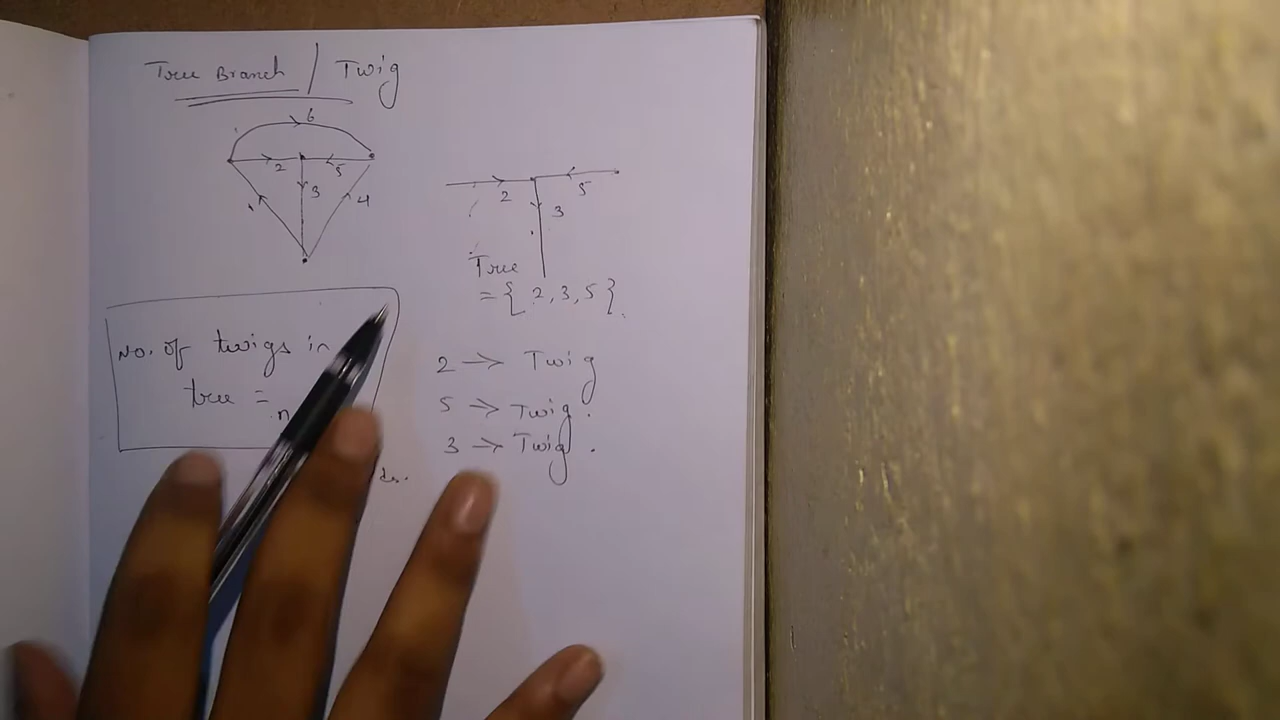 Tree Branch / Twig
6
2
5
3
4
2
5
3
Tree
= { 2, 3, 5 }
No. of twigs in
tree =
n
2 → Twig
5 → Twig.
3 → Twig.